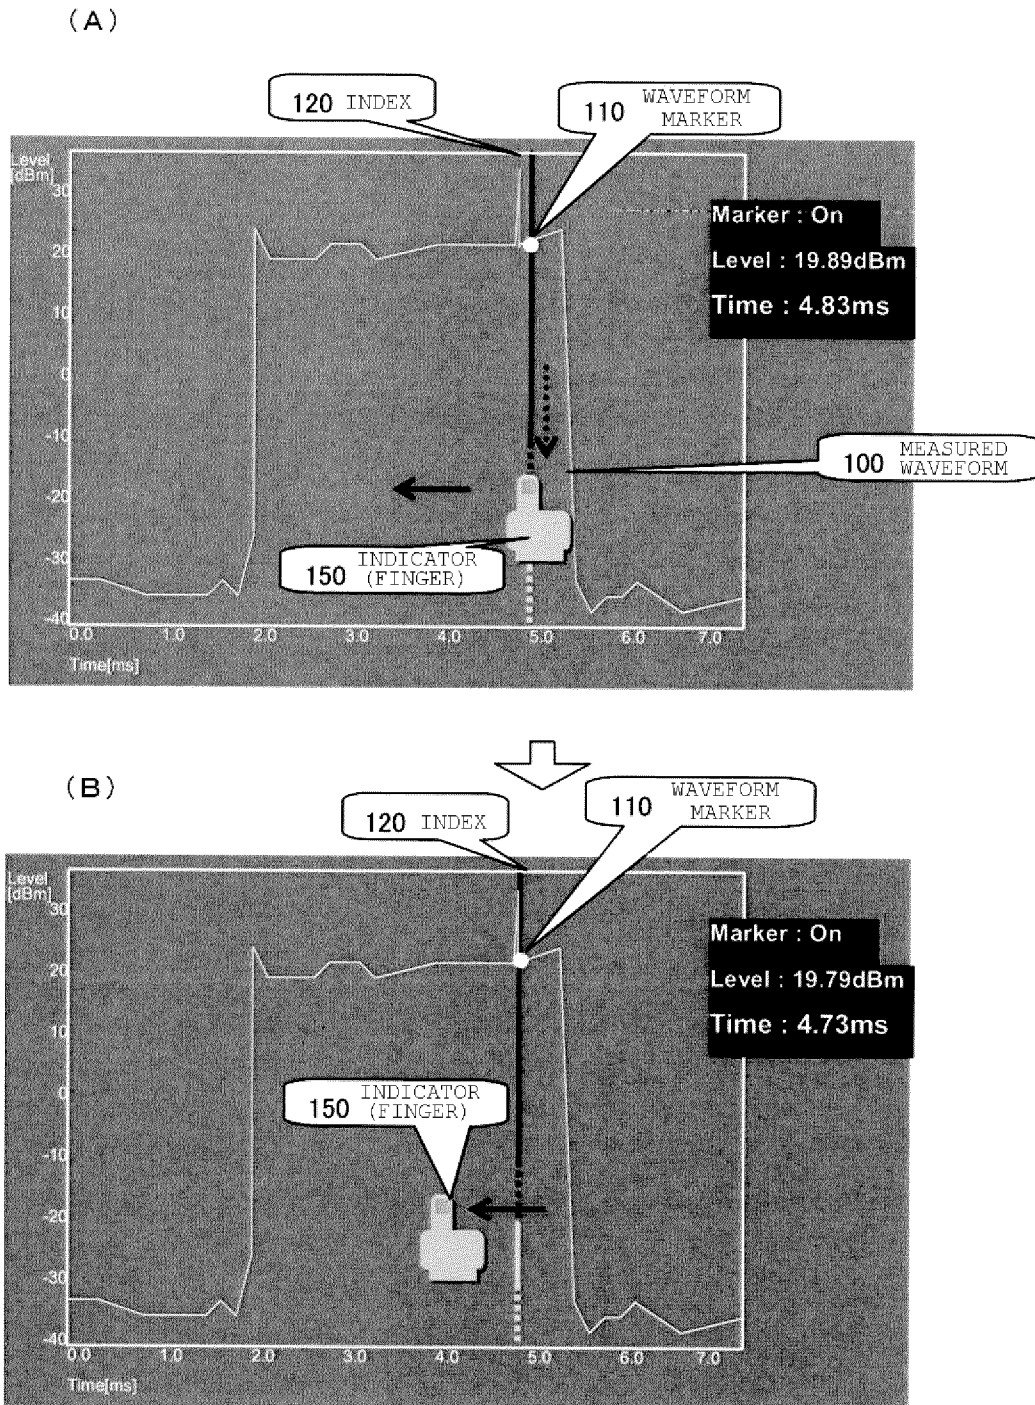 (A)
120 INDEX
110 WAVEFORM
MARKER
Level
[dBm]
30
20
10
0
-10
-20
-30
-40
Marker : On
Level : 19.89dBm
Time : 4.83ms
100 MEASURED
WAVEFORM
150 INDICATOR
(FINGER)
0.0 1.0 2.0 3.0 4.0 5.0 6.0 7.0
Time[ms]
(B)
120 INDEX
110 WAVEFORM
MARKER
Level
[dBm]
30
20
10
0
-10
-20
-30
-40
Marker : On
Level : 19.79dBm
Time : 4.73ms
150 INDICATOR
(FINGER)
0.0 1.0 2.0 3.0 4.0 5.0 6.0 7.0
Time[ms]